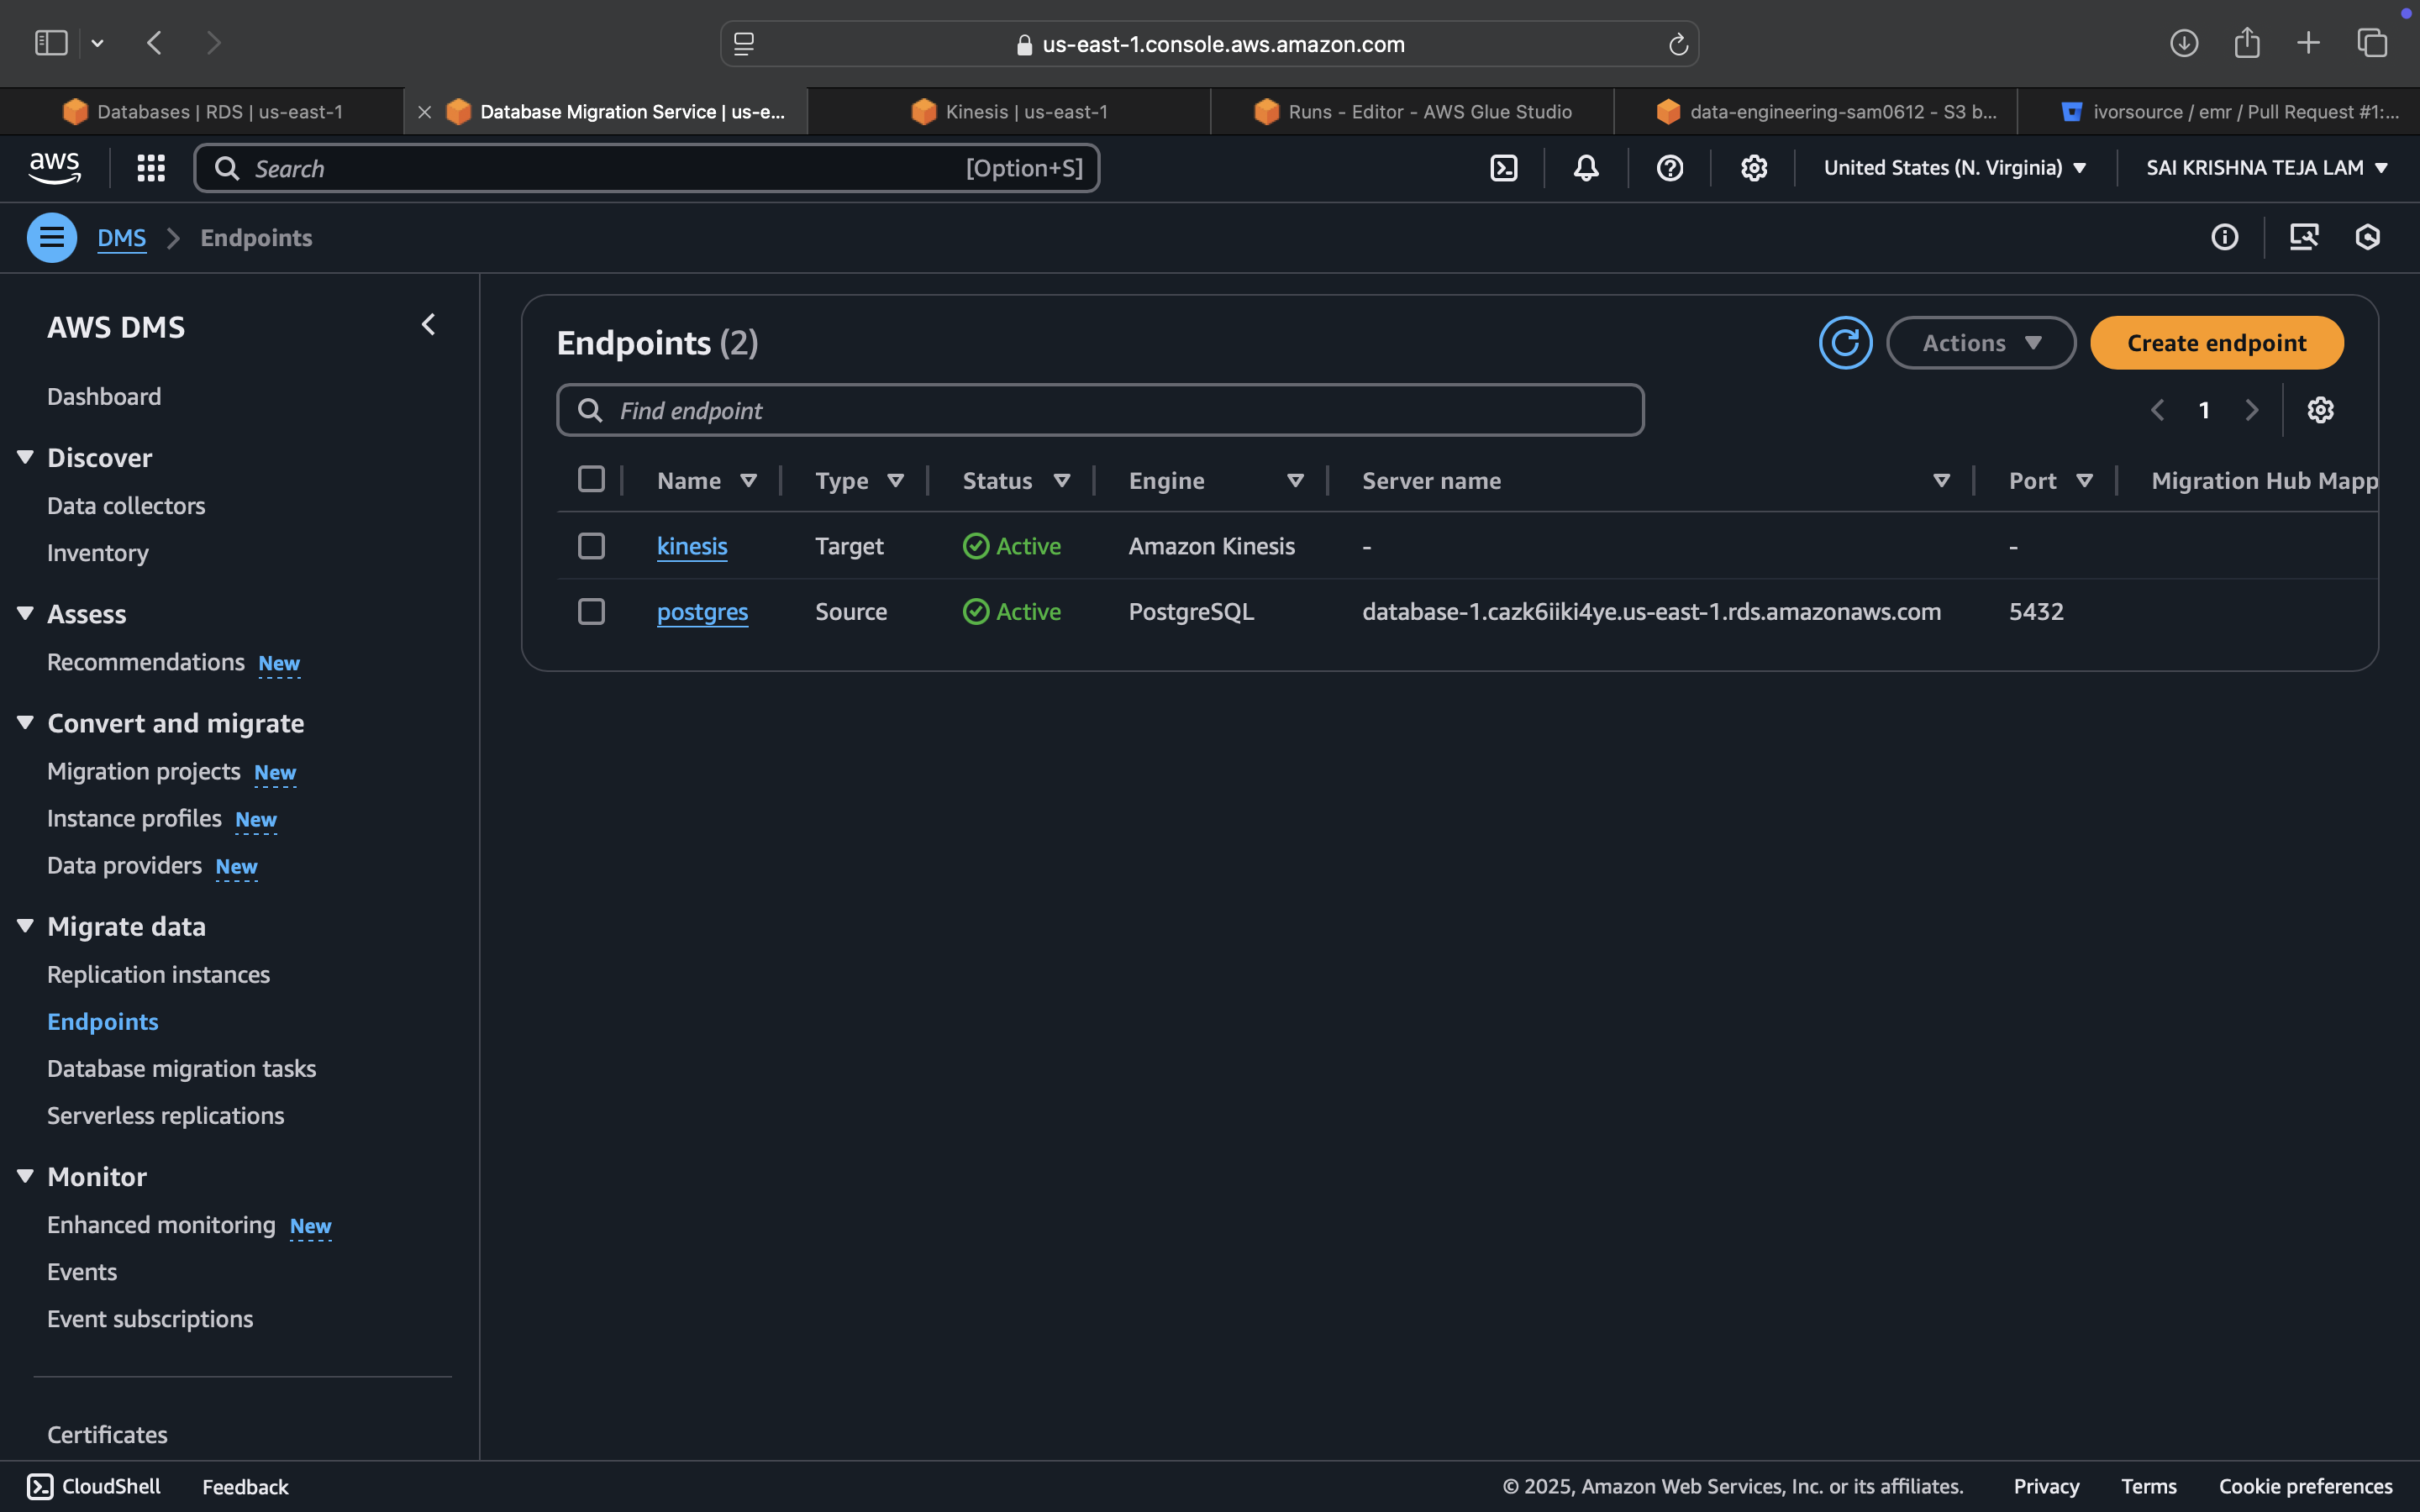 us-east-1.console.aws.amazon.com
Databases | RDS | us-east-1
Database Migration Service | us-e...
Kinesis | us-east-1
Runs - Editor - AWS Glue Studio
data-engineering-sam0612 - S3 b...
ivorsource / emr / Pull Request #1:...
aws
Search
[Option+S]
United States (N. Virginia)
SAI KRISHNA TEJA LAM
DMS
Endpoints
AWS DMS
Dashboard
Discover
Data collectors
Inventory
Assess
Recommendations New
Convert and migrate
Migration projects New
Instance profiles New
Data providers New
Migrate data
Replication instances
Endpoints
Database migration tasks
Serverless replications
Monitor
Enhanced monitoring New
Events
Event subscriptions
Certificates
Endpoints (2)
Actions
Create endpoint
Find endpoint
1
Name Type Status Engine Server name Port Migration Hub Mapp
kinesis Target Active Amazon Kinesis - -
postgres Source Active PostgreSQL database-1.cazk6iiki4ye.us-east-1.rds.amazonaws.com 5432
CloudShell
Feedback
© 2025, Amazon Web Services, Inc. or its affiliates.
Privacy
Terms
Cookie preferences